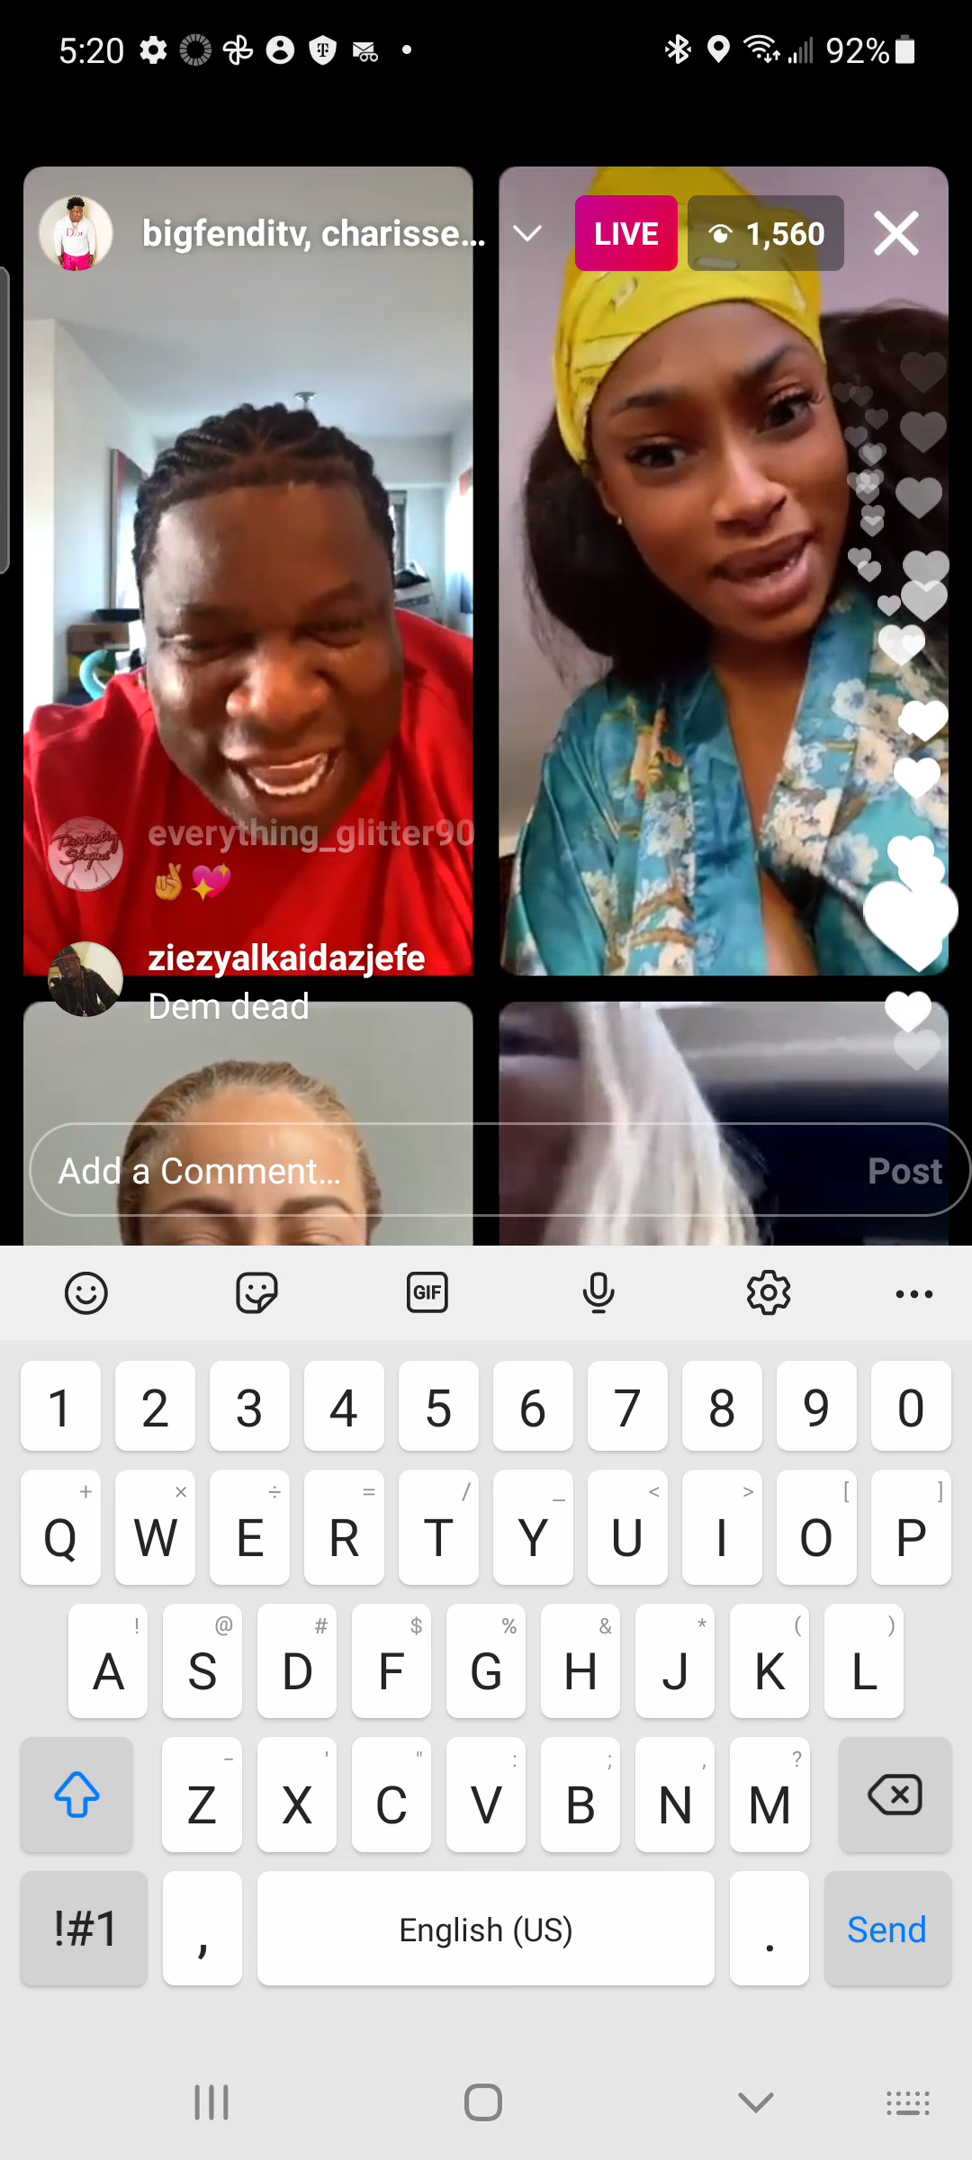 5:20
92%
bigfenditv, charisse...
LIVE
1,560
everything_glitter90
ziezyalkaidazjefe
Dem dead
Add a Comment...
Post
GIF
1 2 3 4 5 6 7 8 9 0
+ × ÷ = / _ < > [ ]
Q W E R T Y U I O P
! @ # $ % & * ( )
A S D F G H J K L
- ' " : ; , ?
Z X C V B N M
!#1 , English (US) . Send